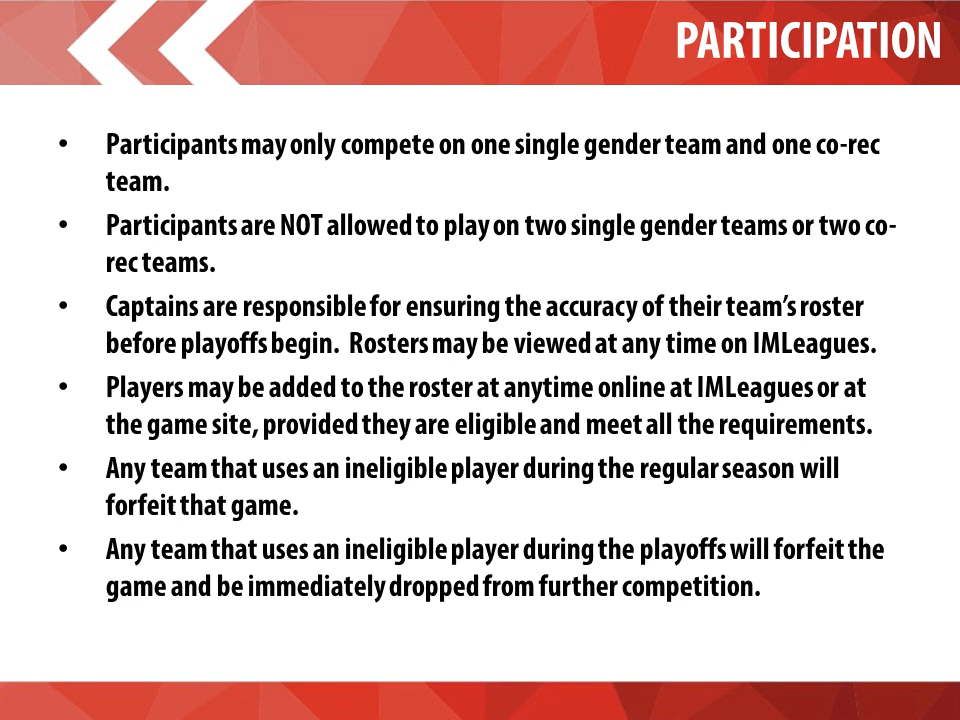 PARTICIPATION
• Participants may only compete on one single gender team and one co-rec
team.
• Participants are NOT allowed to play on two single gender teams or two co-
rec teams.
• Captains are responsible for ensuring the accuracy of their team’s roster
before playoffs begin.  Rosters may be viewed at any time on IMLeagues.
• Players may be added to the roster at anytime online at IMLeagues or at
the game site, provided they are eligible and meet all the requirements.
• Any team that uses an ineligible player during the regular season will
forfeit that game.
• Any team that uses an ineligible player during the playoffs will forfeit the
game and be immediately dropped from further competition.